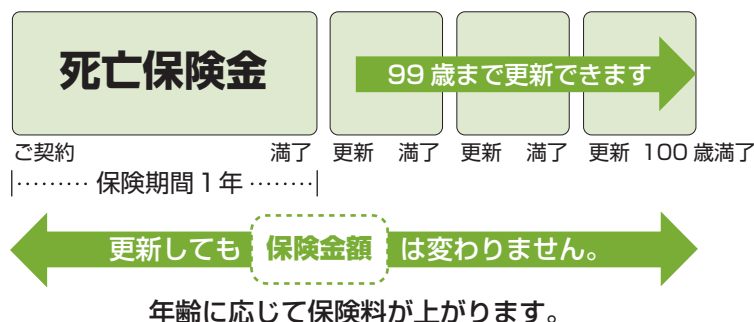 死亡保険金
99歳まで更新できます
ご契約 満了 更新 満了 更新 満了 更新 100歳満了
|……… 保険期間1年 ………|
更新しても 保険金額 は変わりません。
年齢に応じて保険料が上がります。